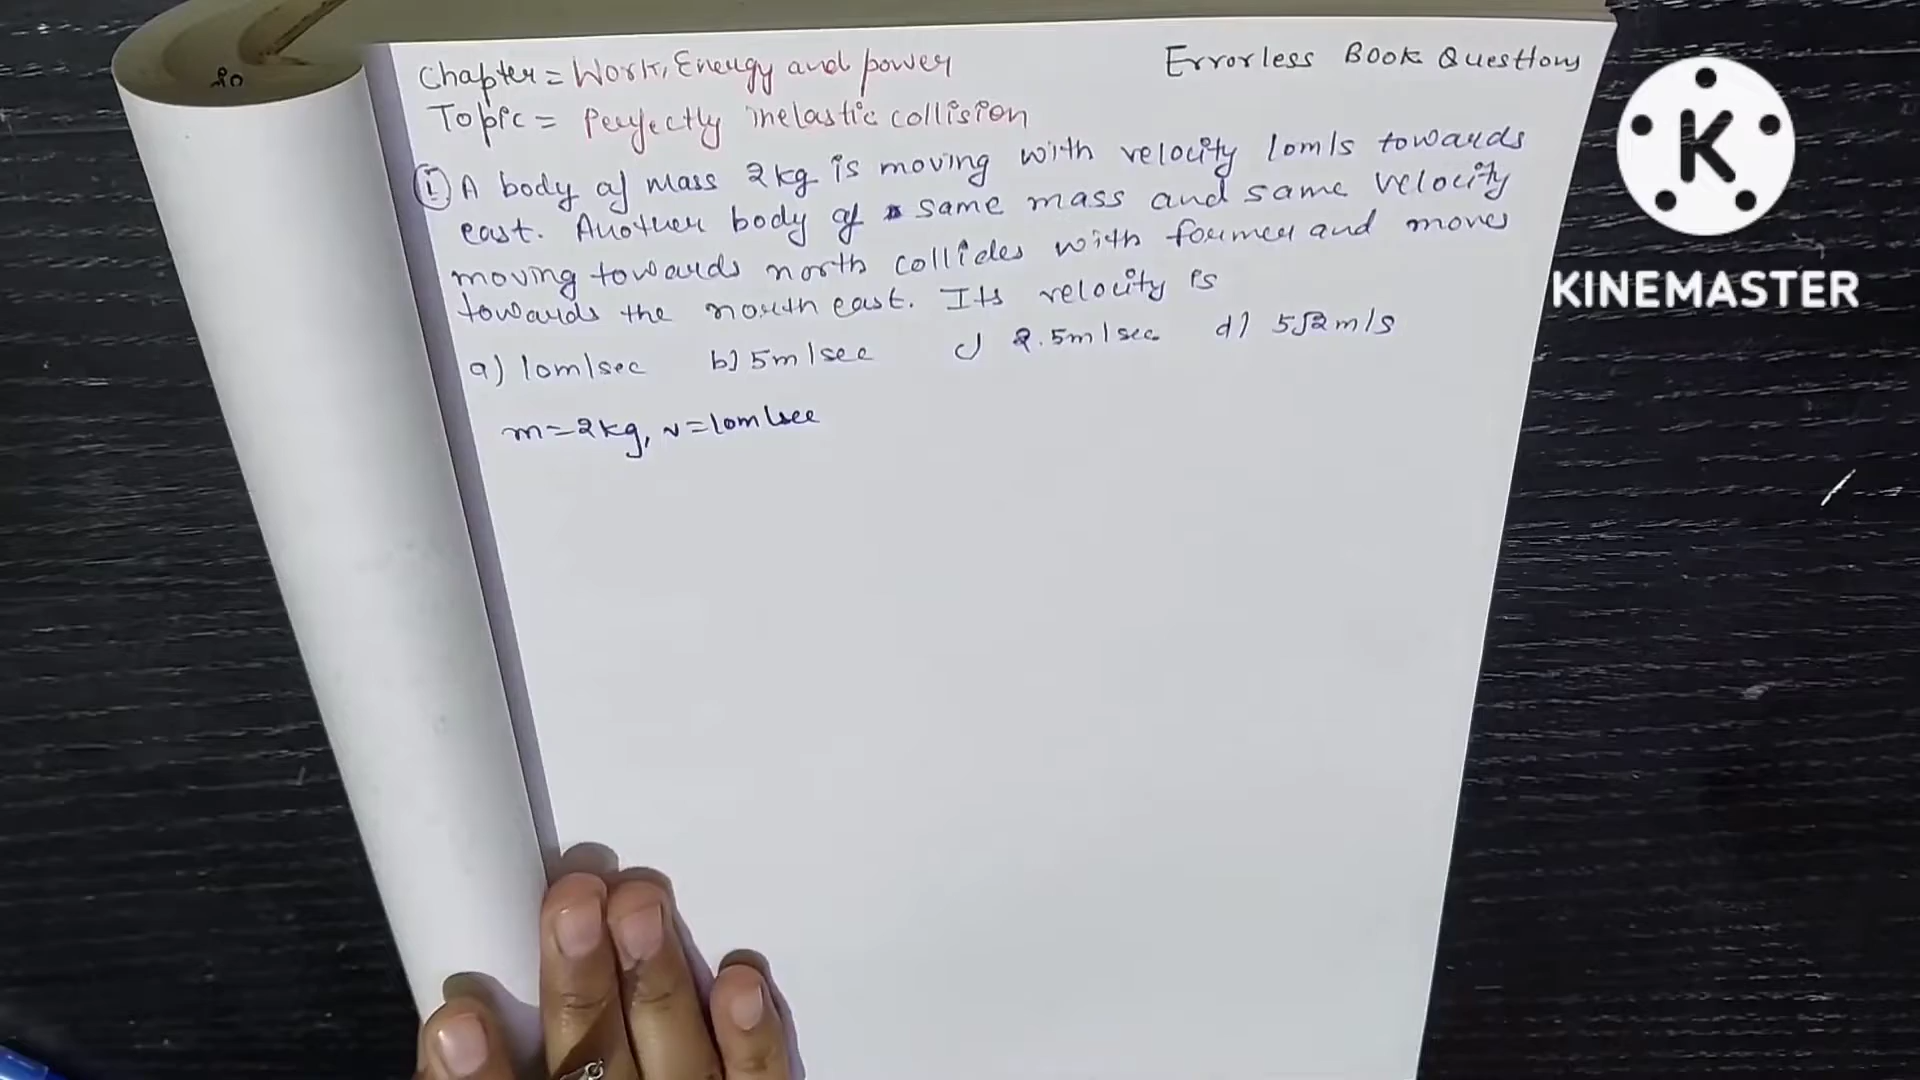 Chapter = Work, Energy and power
Errorless Book Questions
Topic = Perfectly inelastic collision
① A body of mass 2kg is moving with velocity 10m/s towards
east. Another body of same mass and same velocity
moving towards north collides with former and moves
towards the north east. Its velocity is
a) 10m/sec b) 5m/sec c) 2.5m/sec d) 5√2m/s
m=2kg, v=10m/sec
K
KINEMASTER